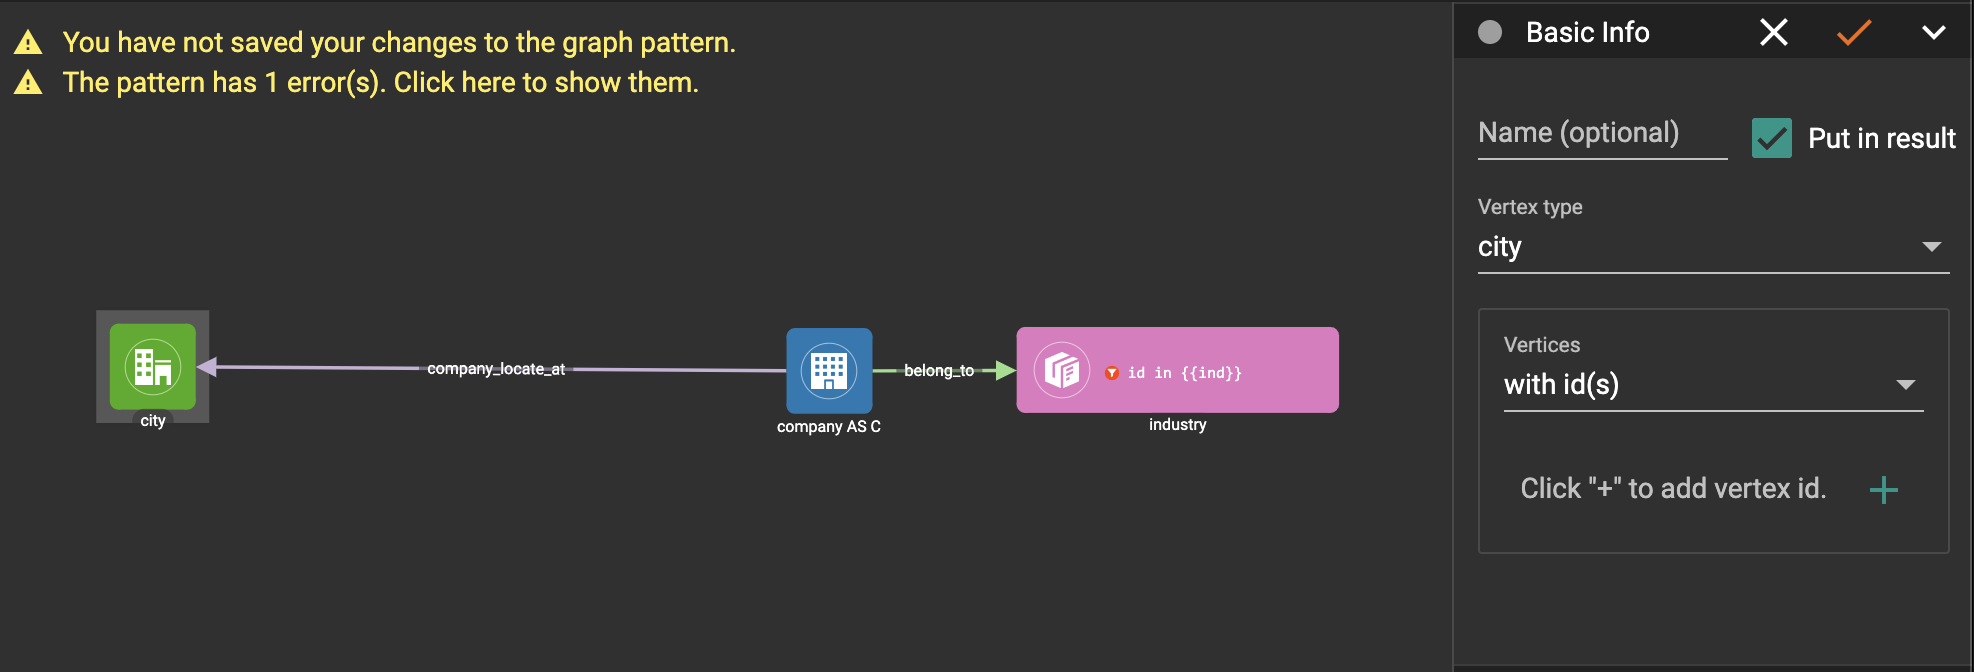 You have not saved your changes to the graph pattern.
The pattern has 1 error(s). Click here to show them.
company_locate_at
belong_to
id in {{ind}}
city
company AS C
industry
Basic Info
Name (optional)
Put in result
Vertex type
city
Vertices
with id(s)
Click "+" to add vertex id.